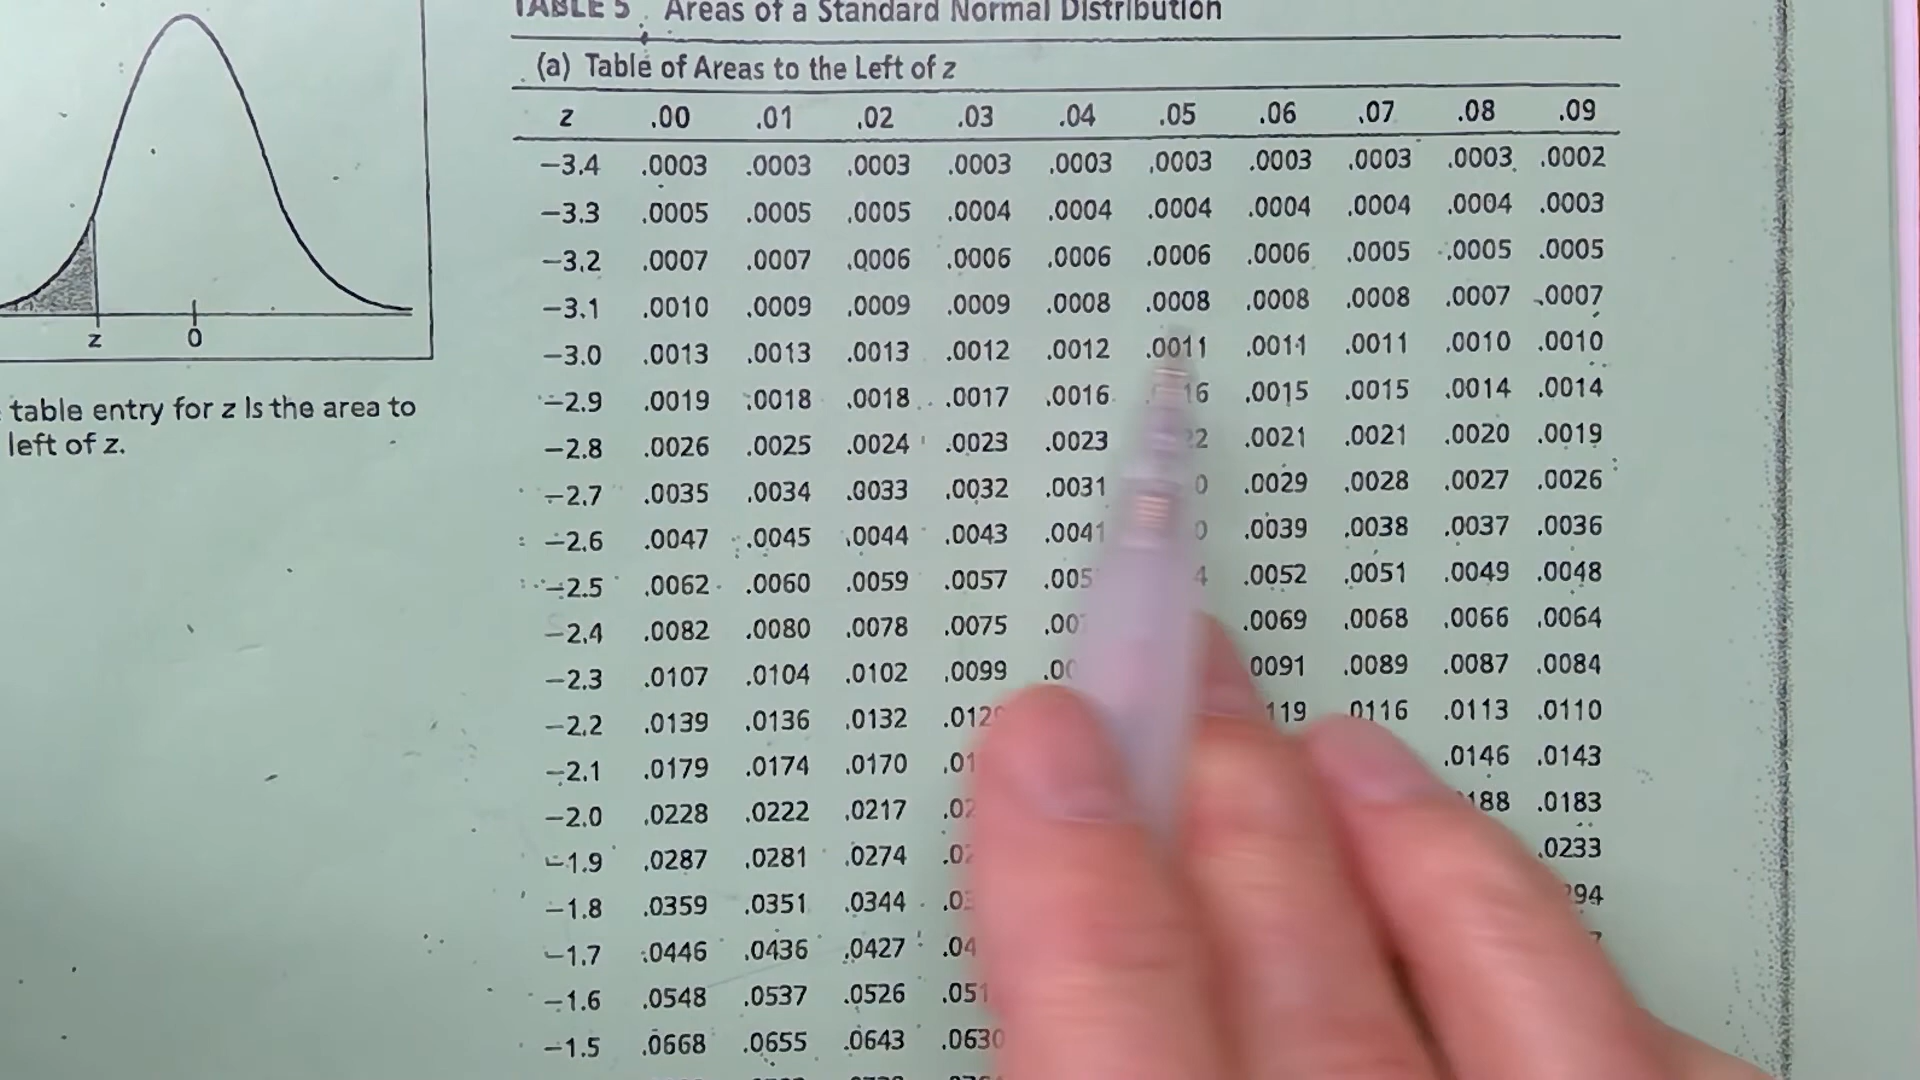 TABLE 5 Areas of a Standard Normal Distribution
(a) Table of Areas to the Left of z
z .00 .01 .02 .03 .04 .05 .06 .07 .08 .09
−3.4 .0003 .0003 .0003 .0003 .0003 .0003 .0003 .0003 .0003 .0002
−3.3 .0005 .0005 .0005 .0004 .0004 .0004 .0004 .0004 .0004 .0003
−3.2 .0007 .0007 .0006 .0006 .0006 .0006 .0006 .0005 .0005 .0005
−3.1 .0010 .0009 .0009 .0009 .0008 .0008 .0008 .0008 .0007 .0007
−3.0 .0013 .0013 .0013 .0012 .0012 .0011 .0011 .0011 .0010 .0010
−2.9 .0019 .0018 .0018 .0017 .0016 .0015 .0015 .0014 .0014
−2.8 .0026 .0025 .0024 .0023 .0023 .0021 .0021 .0020 .0019
−2.7 .0035 .0034 .0033 .0032 .0031 .0029 .0028 .0027 .0026
−2.6 .0047 .0045 .0044 .0043 .0041 .0039 .0038 .0037 .0036
−2.5 .0062 .0060 .0059 .0057 .0052 .0051 .0049 .0048
−2.4 .0082 .0080 .0078 .0075 .0069 .0068 .0066 .0064
−2.3 .0107 .0104 .0102 .0099 .0091 .0089 .0087 .0084
−2.2 .0139 .0136 .0132 .0116 .0113 .0110
−2.1 .0179 .0174 .0170 .0146 .0143
−2.0 .0228 .0222 .0217 .0183
−1.9 .0287 .0281 .0274 .0233
−1.8 .0359 .0351 .0344
−1.7 .0446 .0436 .0427
−1.6 .0548 .0537 .0526
−1.5 .0668 .0655 .0643 .0630
z 0
table entry for z is the area to
left of z.